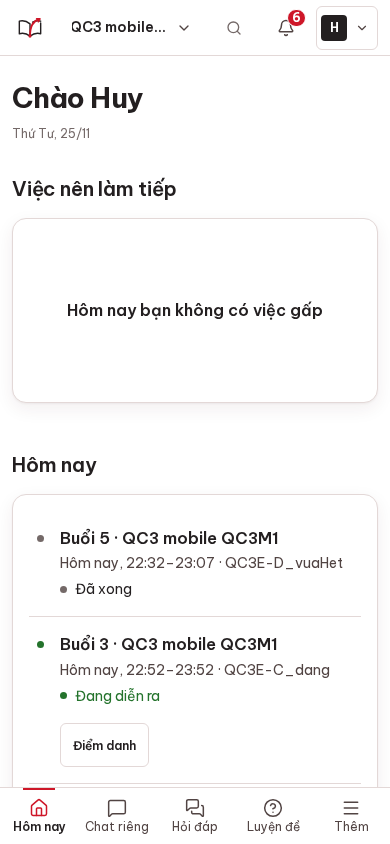 QC3 mobile...
6
H
Chào Huy
Thứ Tư, 25/11
Việc nên làm tiếp
Hôm nay bạn không có việc gấp
Hôm nay
Buổi 5 · QC3 mobile QC3M1
Hôm nay, 22:32–23:07 · QC3E-D_vuaHet
Đã xong
Buổi 3 · QC3 mobile QC3M1
Hôm nay, 22:52–23:52 · QC3E-C_dang
Đang diễn ra
Điểm danh
Hôm nay
Chat riêng
Hỏi đáp
Luyện đề
Thêm